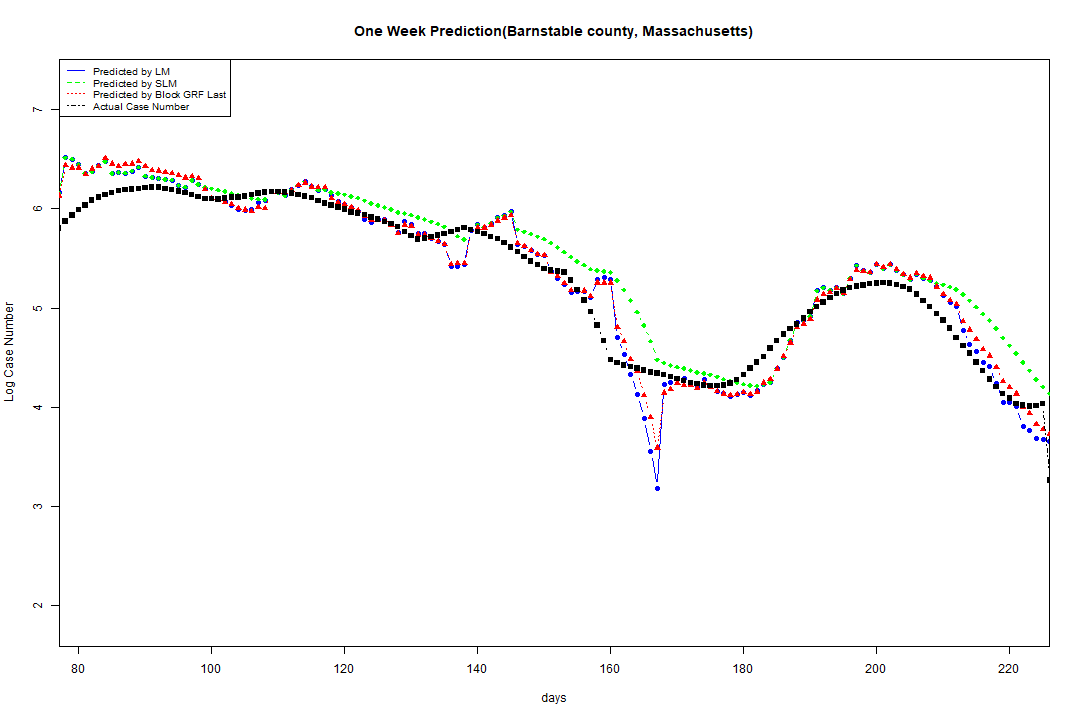 One Week Prediction(Barnstable county, Massachusetts)
Predicted by LM
Predicted by SLM
Predicted by Block GRF Last
Actual Case Number
7
6
5
4
3
2
Log Case Number
80 100 120 140 160 180 200 220
days